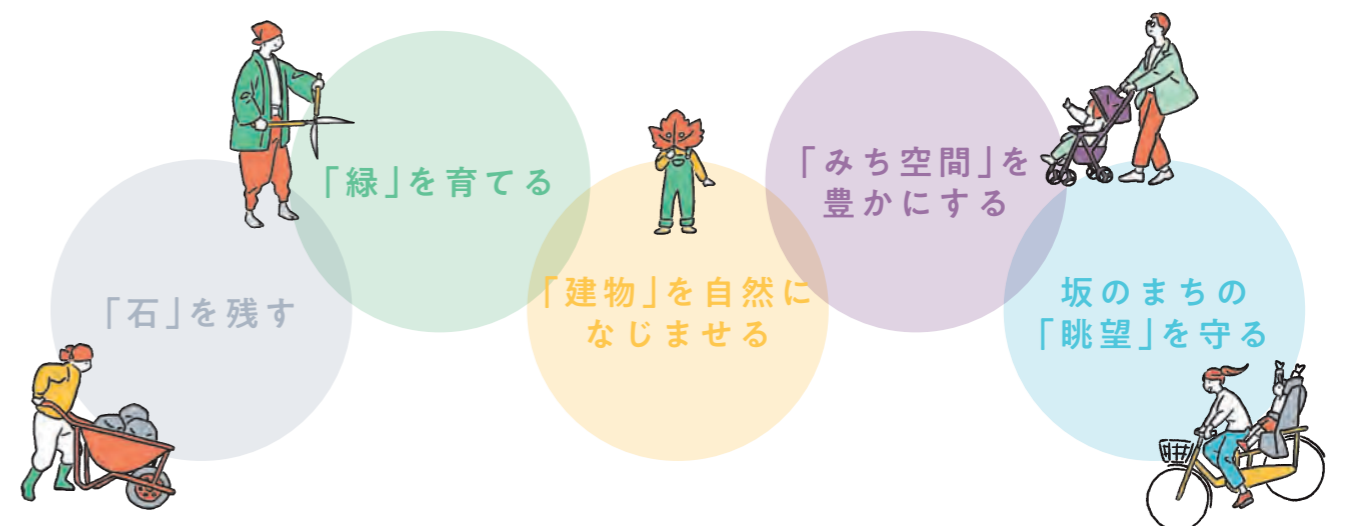 「石」を残す
「緑」を育てる
「建物」を自然に
なじませる
「みち空間」を
豊かにする
坂のまちの
「眺望」を守る